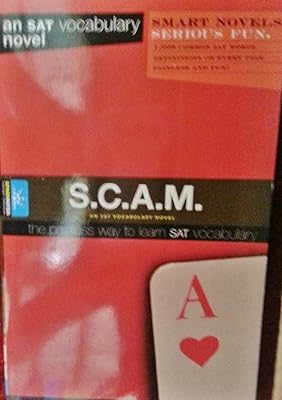 an SAT vocabulary
novel
SMART NOVELS
SERIOUS FUN.
1,000 COMMON SAT WORDS
DEFINITIONS ON EVERY PAGE
PAINLESS AND FUN!
S.C.A.M.
AN SAT VOCABULARY NOVEL
the painless way to learn SAT vocabulary
A